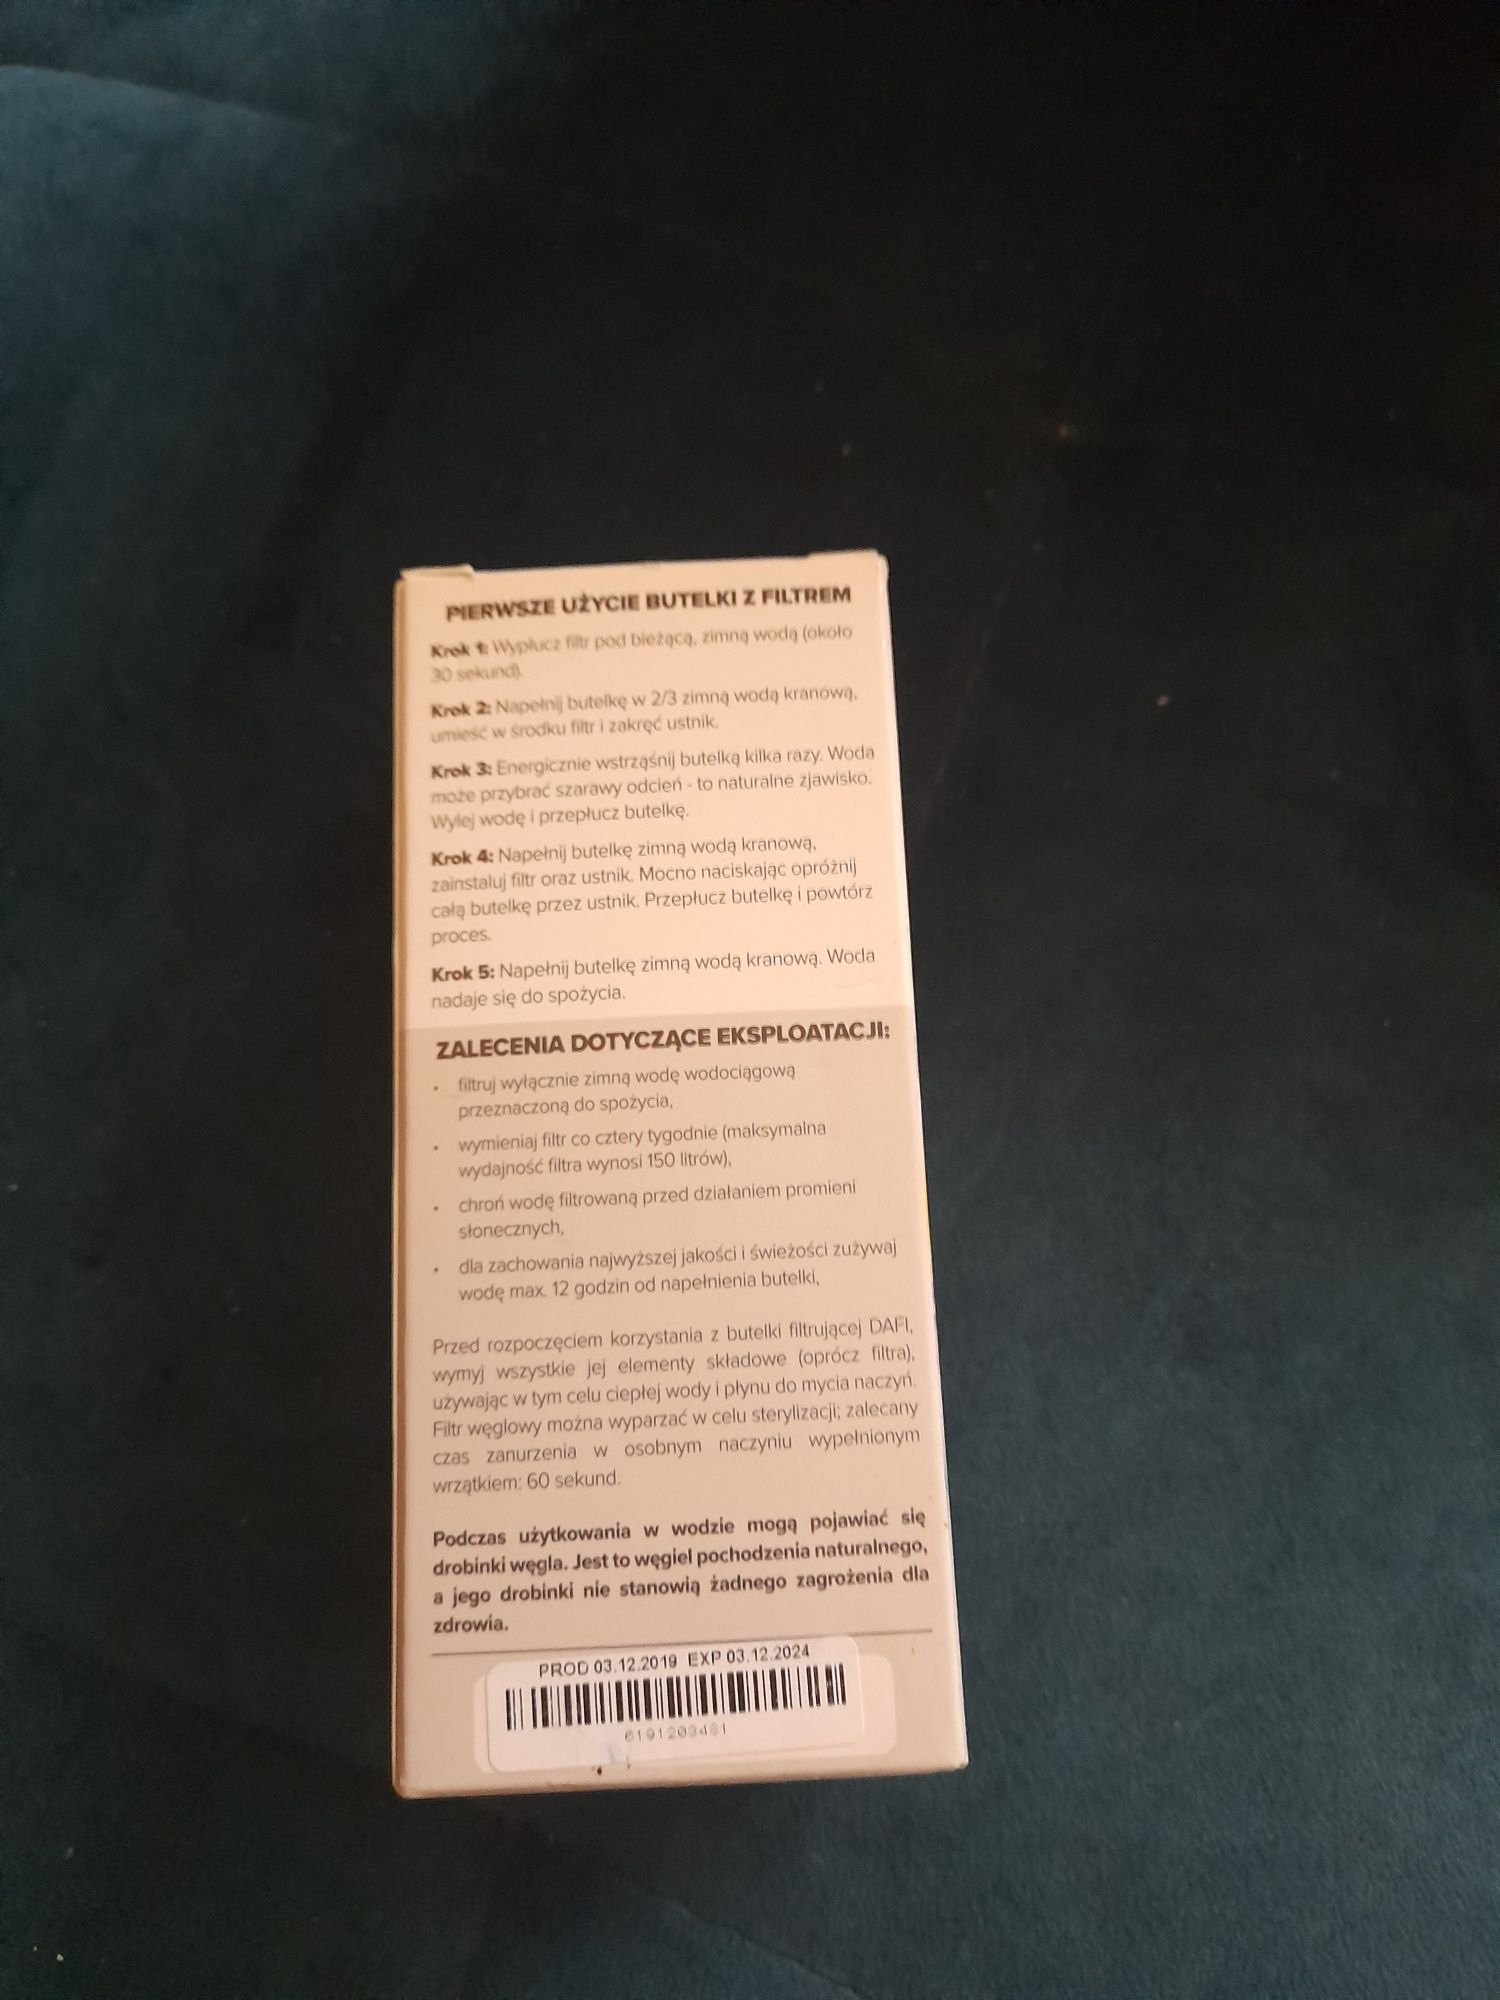 PIERWSZE UŻYCIE BUTELKI Z FILTREM
Krok 1: Wypłucz filtr pod bieżącą, zimną wodą (około
30 sekund).
Krok 2: Napełnij butelkę w 2/3 zimną wodą kranową,
umieść w środku filtr i zakręć ustnik.
Krok 3: Energicznie wstrząśnij butelką kilka razy. Woda
może przybrać szarawy odcień - to naturalne zjawisko.
Wylej wodę i przepłucz butelkę.
Krok 4: Napełnij butelkę zimną wodą kranową,
zainstaluj filtr oraz ustnik. Mocno naciskając opróżnij
całą butelkę przez ustnik. Przepłucz butelkę i powtórz
proces.
Krok 5: Napełnij butelkę zimną wodą kranową. Woda
nadaje się do spożycia.
ZALECENIA DOTYCZĄCE EKSPLOATACJI:
• filtruj wyłącznie zimną wodę wodociągową
przeznaczoną do spożycia,
• wymieniaj filtr co cztery tygodnie (maksymalna
wydajność filtra wynosi 150 litrów),
• chroń wodę filtrowaną przed działaniem promieni
słonecznych,
• dla zachowania najwyższej jakości i świeżości zużywaj
wodę max. 12 godzin od napełnienia butelki,
Przed rozpoczęciem korzystania z butelki filtrującej DAFI,
wymyj wszystkie jej elementy składowe (oprócz filtra),
używając w tym celu ciepłej wody i płynu do mycia naczyń.
Filtr węglowy można wyparzać w celu sterylizacji; zalecany
czas zanurzenia w osobnym naczyniu wypełnionym
wrzątkiem: 60 sekund.
Podczas użytkowania w wodzie mogą pojawiać się
drobinki węgla. Jest to węgiel pochodzenia naturalnego,
a jego drobinki nie stanowią żadnego zagrożenia dla
zdrowia.
PROD 03.12.2019 EXP 03.12.2024